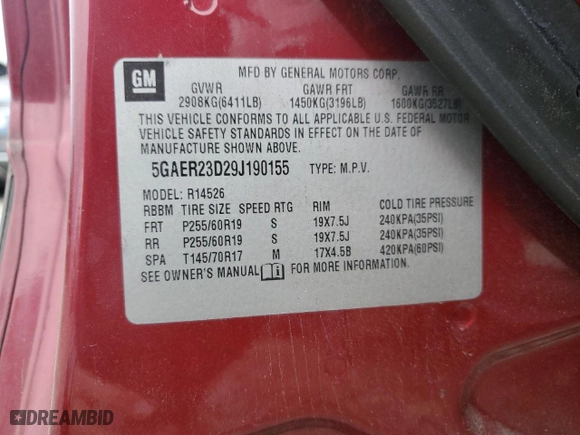 GM
MFD BY GENERAL MOTORS CORP.
GVWR GAWR FRT GAWR RR
2908KG(6411LB) 1450KG(3196LB) 1600KG(3527LB)
THIS VEHICLE CONFORMS TO ALL APPLICABLE U.S. FEDERAL MOTOR
VEHICLE SAFETY STANDARDS IN EFFECT ON THE DATE OF
MANUFACTURE SHOWN ABOVE.
5GAER23D29J190155 TYPE: M.P.V.
MODEL: R14526
RBBM TIRE SIZE SPEED RTG RIM COLD TIRE PRESSURE
FRT P255/60R19 S 19X7.5J 240KPA(35PSI)
RR P255/60R19 S 19X7.5J 240KPA(35PSI)
SPA T145/70R17 M 17X4.5B 420KPA(60PSI)
SEE OWNER'S MANUAL FOR MORE INFORMATION
DREAMBID